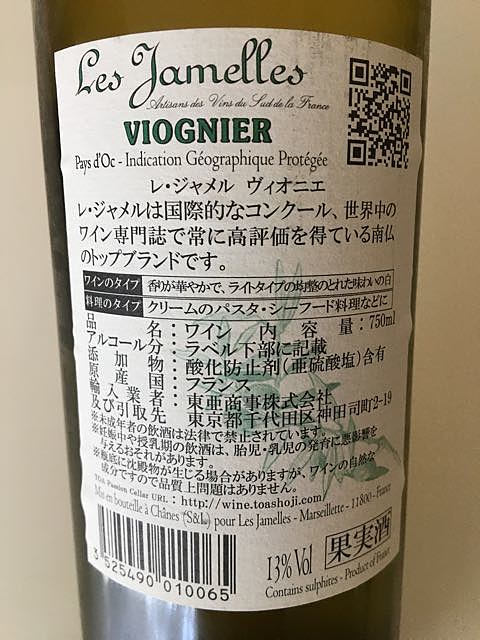 Les Jamelles
Artisans des Vins du Sud de la France
VIOGNIER
Pays d'Oc - Indication Géographique Protégée
レ・ジャメル ヴィオニエ
レ・ジャメルは国際的なコンクール、世界中の
ワイン専門誌で常に高評価を得ている南仏
のトップブランドです。
ワインのタイプ 香りが華やかで、ライトタイプの均整のとれた味わいの白
料理のタイプ クリームのパスタ・シーフード料理などに
品名：ワイン 内容量：750ml
アルコール分：ラベル下部に記載
添加物：酸化防止剤(亜硫酸塩)含有
原産国：フランス
輸入業者：東亜商事株式会社
及び引取先 東京都千代田区神田司町2-19
※未成年者の飲酒は法律で禁止されています。
※妊娠中や授乳期の飲酒は、胎児・乳児の発育に悪影響を
与えるおそれがあります。
※瓶底に沈殿物が生じる場合がありますが、ワインの自然な
成分ですので品質上問題はありません。
TOA Passion Cellar URL : http://wine.toashoji.com/
Mis en bouteille à Chânes (S&L) pour Les Jamelles - Marseillette - 11800 - France
3 525490 010065
13% Vol
果実酒
Contains sulphites - Product of France